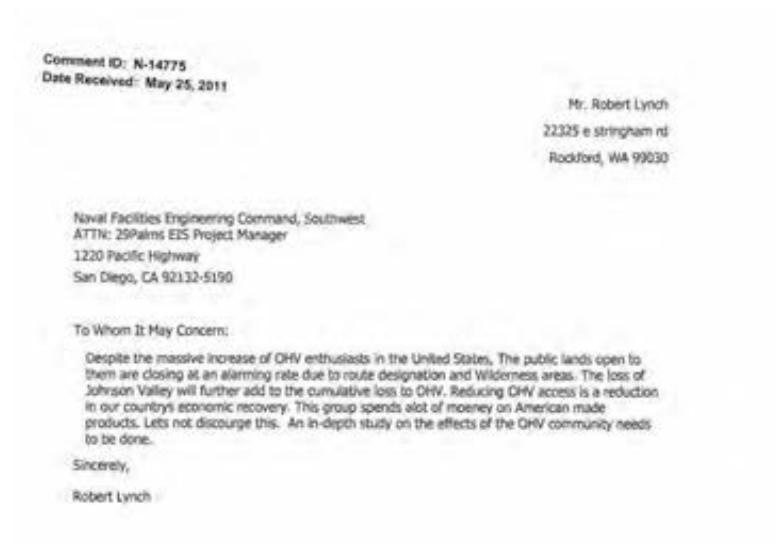 Comment ID: N-14775
Date Received: May 25, 2011
Mr. Robert Lynch
22325 e stringham rd
Rockford, WA 99030
Naval Facilities Engineering Command, Southwest
ATTN: 29Palms EIS Project Manager
1220 Pacific Highway
San Diego, CA 92132-5190
To Whom It May Concern:
Despite the massive increase of OHV enthusiasts in the United States, The public lands open to
them are closing at an alarming rate due to route designation and Wilderness areas. The loss of
Johnson Valley will further add to the cumulative loss to OHV. Reducing OHV access is a reduction
in our countrys economic recovery. This group spends alot of moeney on American made
products. Lets not discourge this. An in-depth study on the effects of the OHV community needs
to be done.
Sincerely,
Robert Lynch